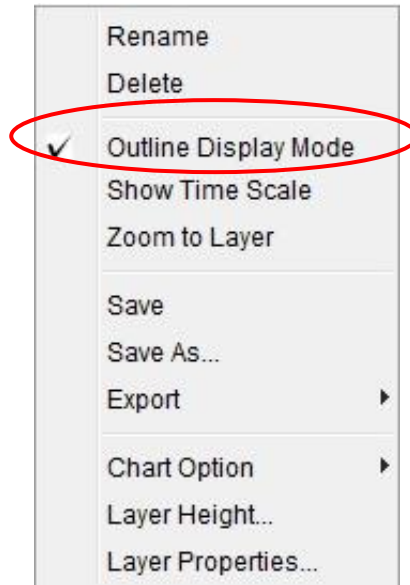 Rename
Delete
Outline Display Mode
Show Time Scale
Zoom to Layer
Save
Save As...
Export
Chart Option
Layer Height...
Layer Properties...